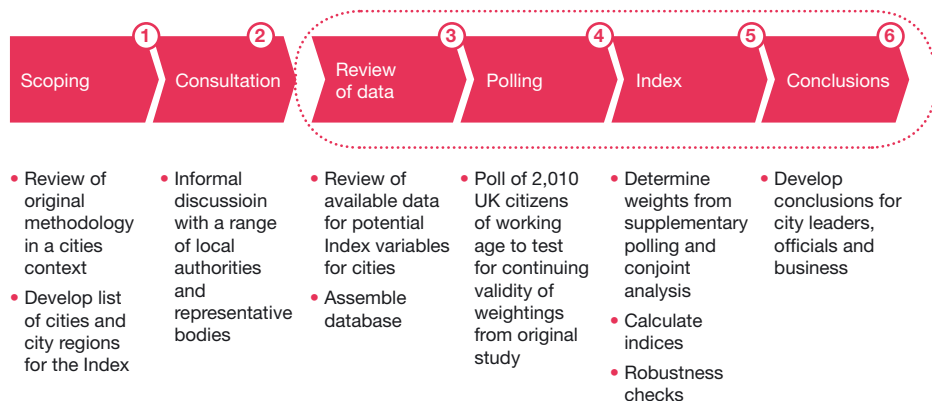 1
2
3
4
5
6
Scoping
Consultation
Review
of data
Polling
Index
Conclusions
• Review of
original
methodology
in a cities
context
• Develop list
of cities and
city regions
for the Index
• Informal
discussioin
with a range
of local
authorities
and
representative
bodies
• Review of
available data
for potential
Index variables
for cities
• Assemble
database
• Poll of 2,010
UK citizens
of working
age to test
for continuing
validity of
weightings
from original
study
• Determine
weights from
supplementary
polling and
conjoint
analysis
• Calculate
indices
• Robustness
checks
• Develop
conclusions for
city leaders,
officials and
business